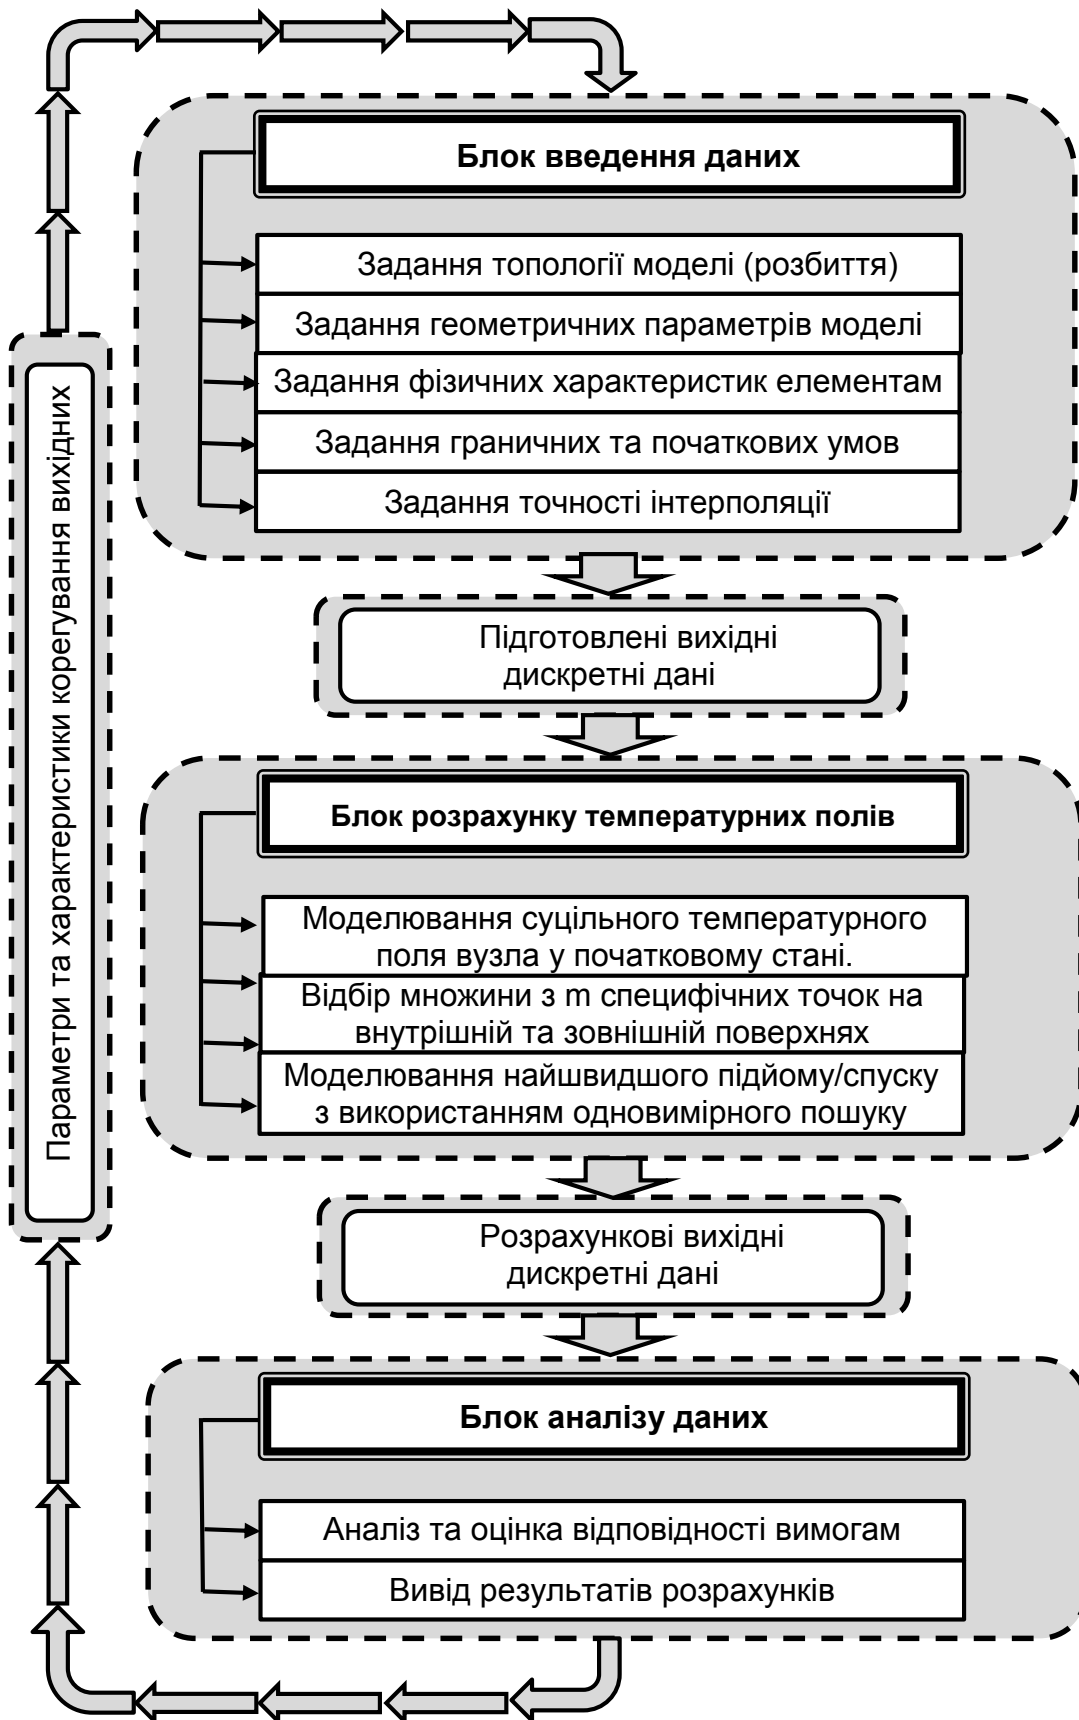 Блок введення даних
Задання топології моделі (розбиття)
Задання геометричних параметрів моделі
Задання фізичних характеристик елементам
Задання граничних та початкових умов
Задання точності інтерполяції
Параметри та характеристики корегування вихідних
Підготовлені вихідні
дискретні дані
Блок розрахунку температурних полів
Моделювання суцільного температурного
поля вузла у початковому стані.
Відбір множини з m специфічних точок на
внутрішній та зовнішній поверхнях
Моделювання найшвидшого підйому/спуску
з використанням одновимірного пошуку
Розрахункові вихідні
дискретні дані
Блок аналізу даних
Аналіз та оцінка відповідності вимогам
Вивід результатів розрахунків